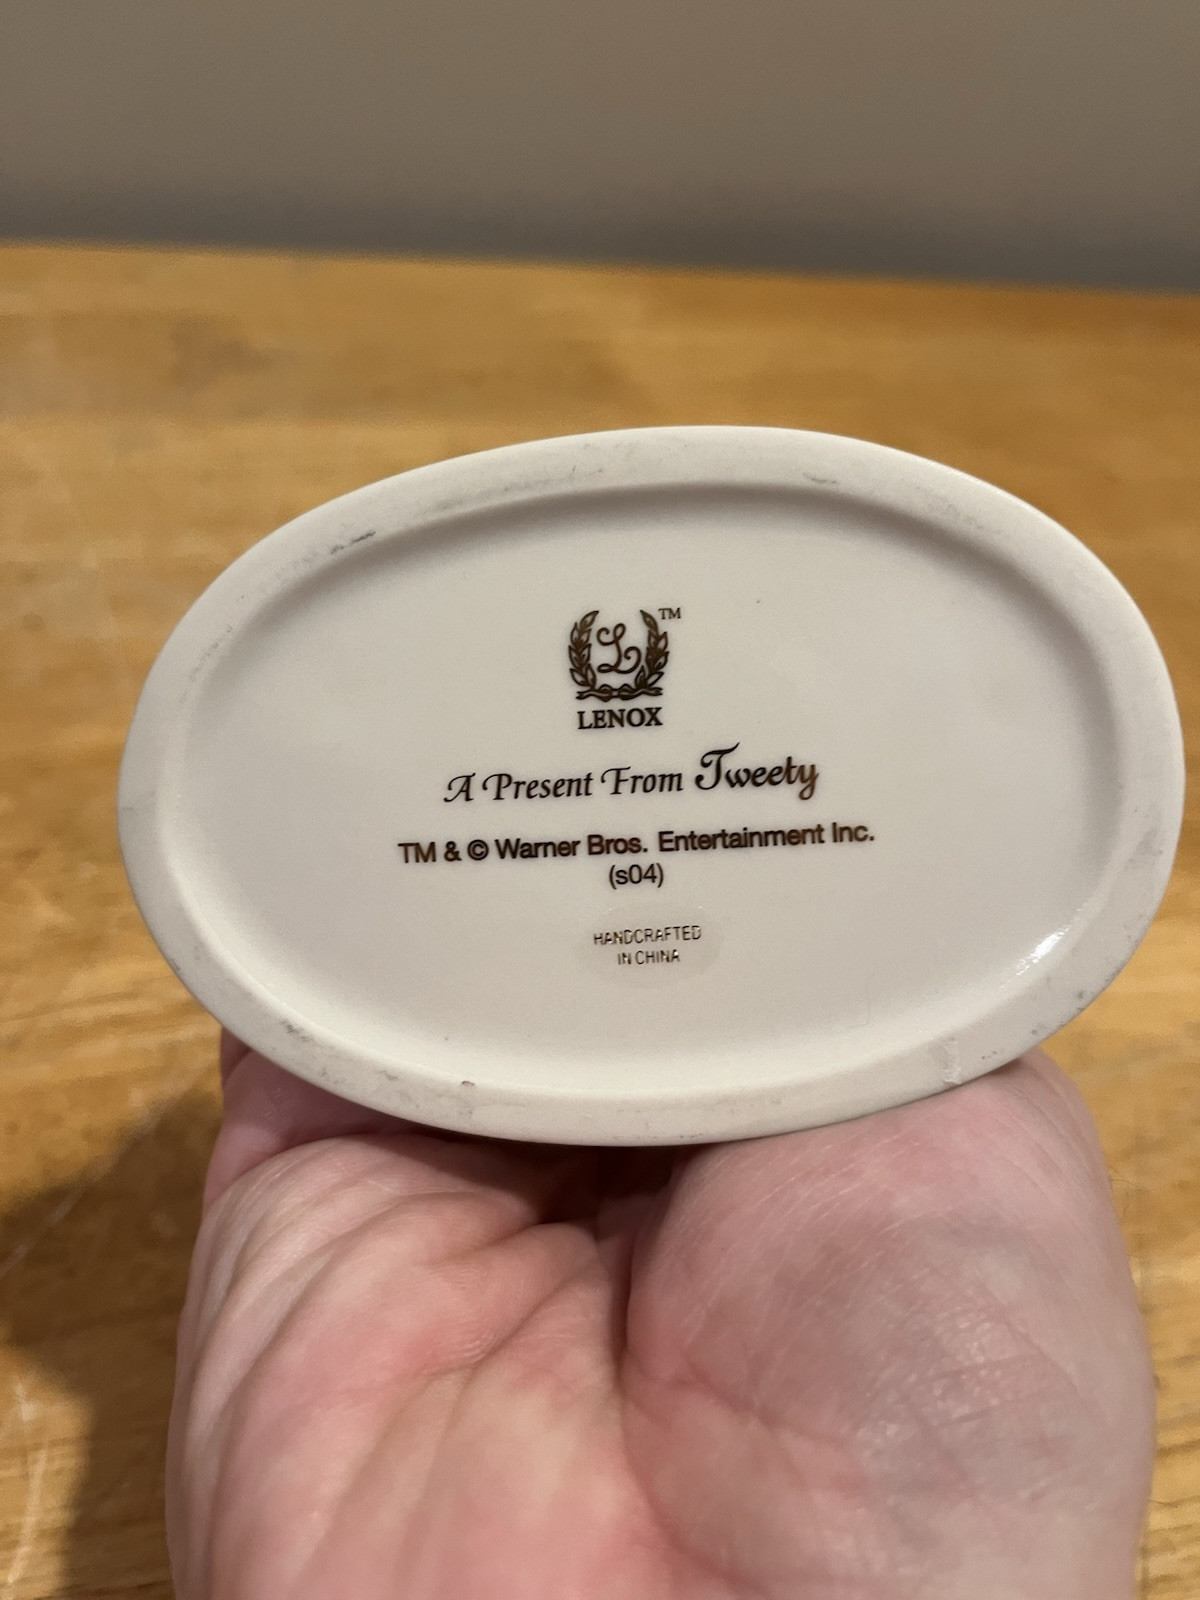 L TM
LENOX
A Present From Tweety
TM & © Warner Bros. Entertainment Inc.
(s04)
HANDCRAFTED
IN CHINA